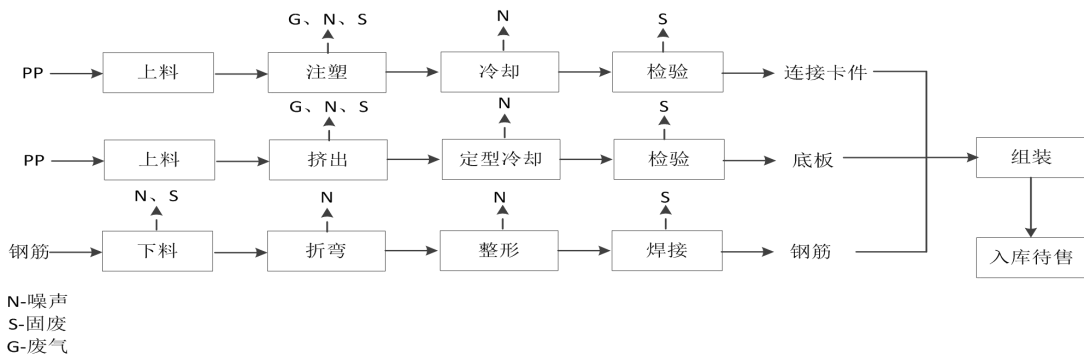 G、N、S N S
PP 上料 注塑 冷却 检验 连接卡件
G、N、S N S
PP 上料 挤出 定型冷却 检验 底板 组装
N、S N N S
钢筋 下料 折弯 整形 焊接 钢筋 入库待售
N-噪声
S-固废
G-废气